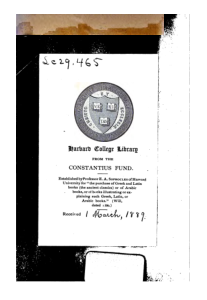 Sc29.465
Harvard College Library
FROM THE
CONSTANTIUS FUND.
Established by Professor E. A. Sophocles of Harvard
University for "the purchase of Greek and Latin
books (the ancient classics) or of Arabic
books, or of books illustrating or ex-
plaining such Greek, Latin, or
Arabic books." (Will,
dated 1880.)
Received 1 March, 1889.